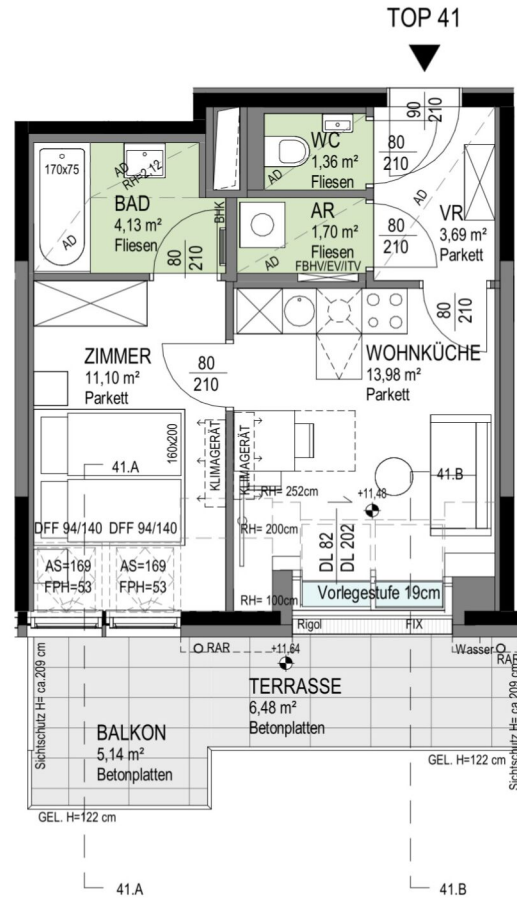 TOP 41
90
210
WC
1,36 m²
Fliesen
80
210
AD
170x75
AD
RH=2,12
BAD
4,13 m²
Fliesen
AD
BHK
AR
1,70 m²
Fliesen
AD
FBHV/EV/ITV
80
210
AD
VR
3,69 m²
Parkett
80
210
80
210
ZIMMER
11,10 m²
Parkett
80
210
WOHNKÜCHE
13,98 m²
Parkett
160x200
KLIMAGERÄT
KLIMAGERÄT
41.A
41.B
RH= 252cm
+11,48
RH= 200cm
DFF 94/140
DFF 94/140
DL 82
DL 202
AS=169
FPH=53
AS=169
FPH=53
RH= 100cm
Vorlegestufe 19cm
Rigol
FIX
RAR
+11,64
Wasser
RAR
Sichtschutz H= ca.209 cm
TERRASSE
6,48 m²
Betonplatten
Sichtschutz H= ca.209 cm
BALKON
5,14 m²
Betonplatten
GEL. H=122 cm
GEL. H=122 cm
41.A
41.B